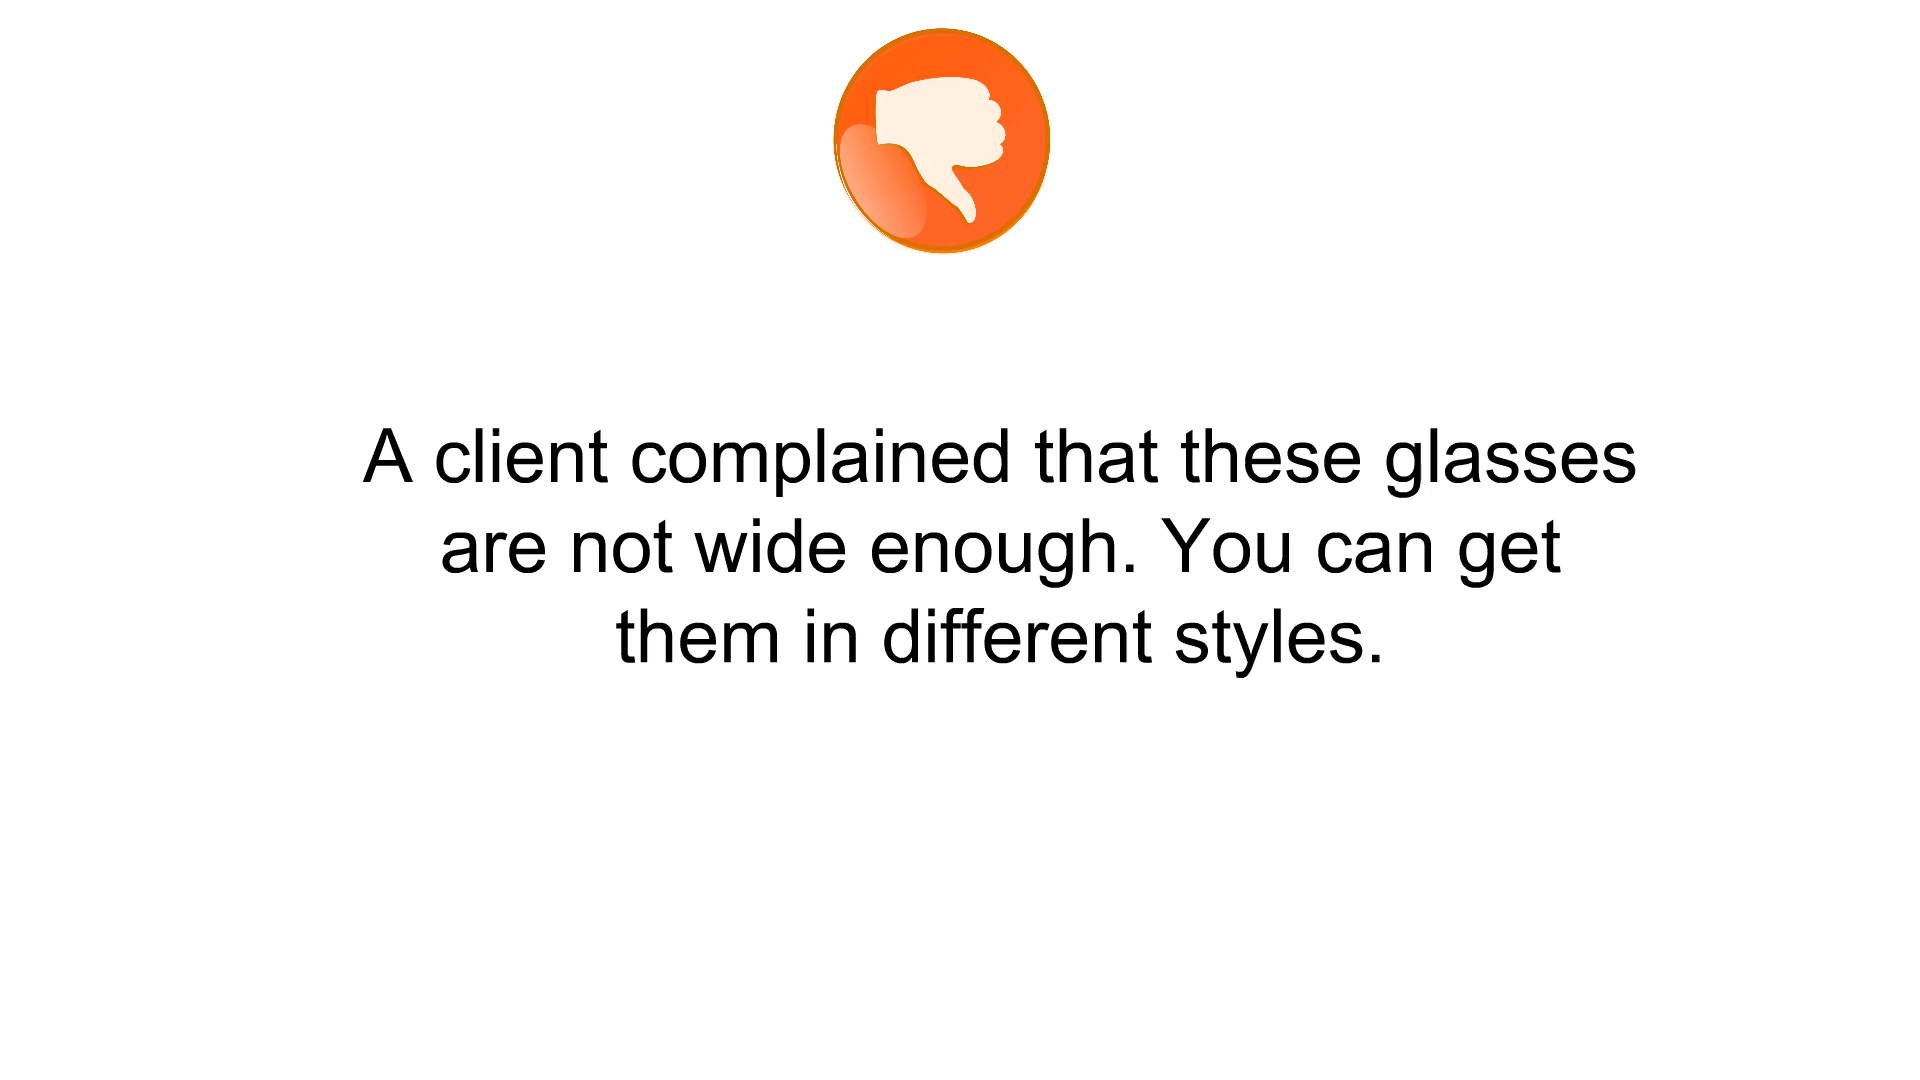 A client complained that these glasses
are not wide enough. You can get
them in different styles.